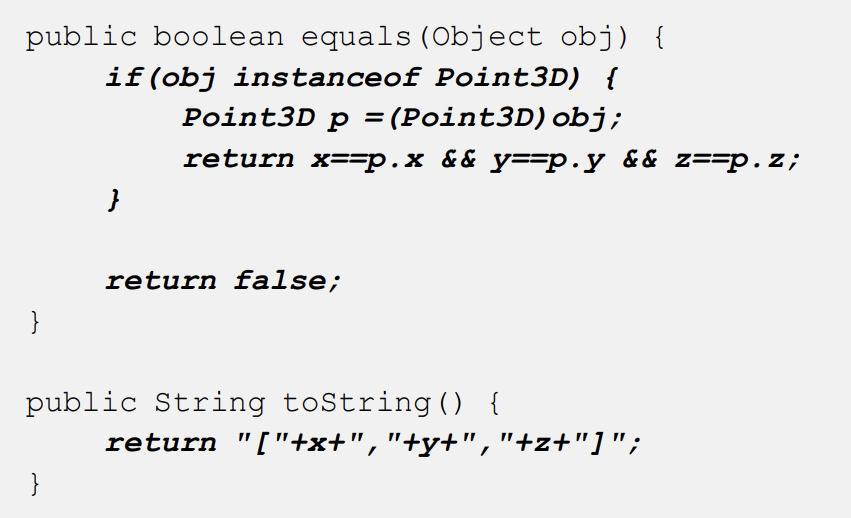 public boolean equals(Object obj) {
if(obj instanceof Point3D) {
Point3D p =(Point3D)obj;
return x==p.x && y==p.y && z==p.z;
}
return false;
}
public String toString() {
return "["+x+","+y+","+z+"]";
}